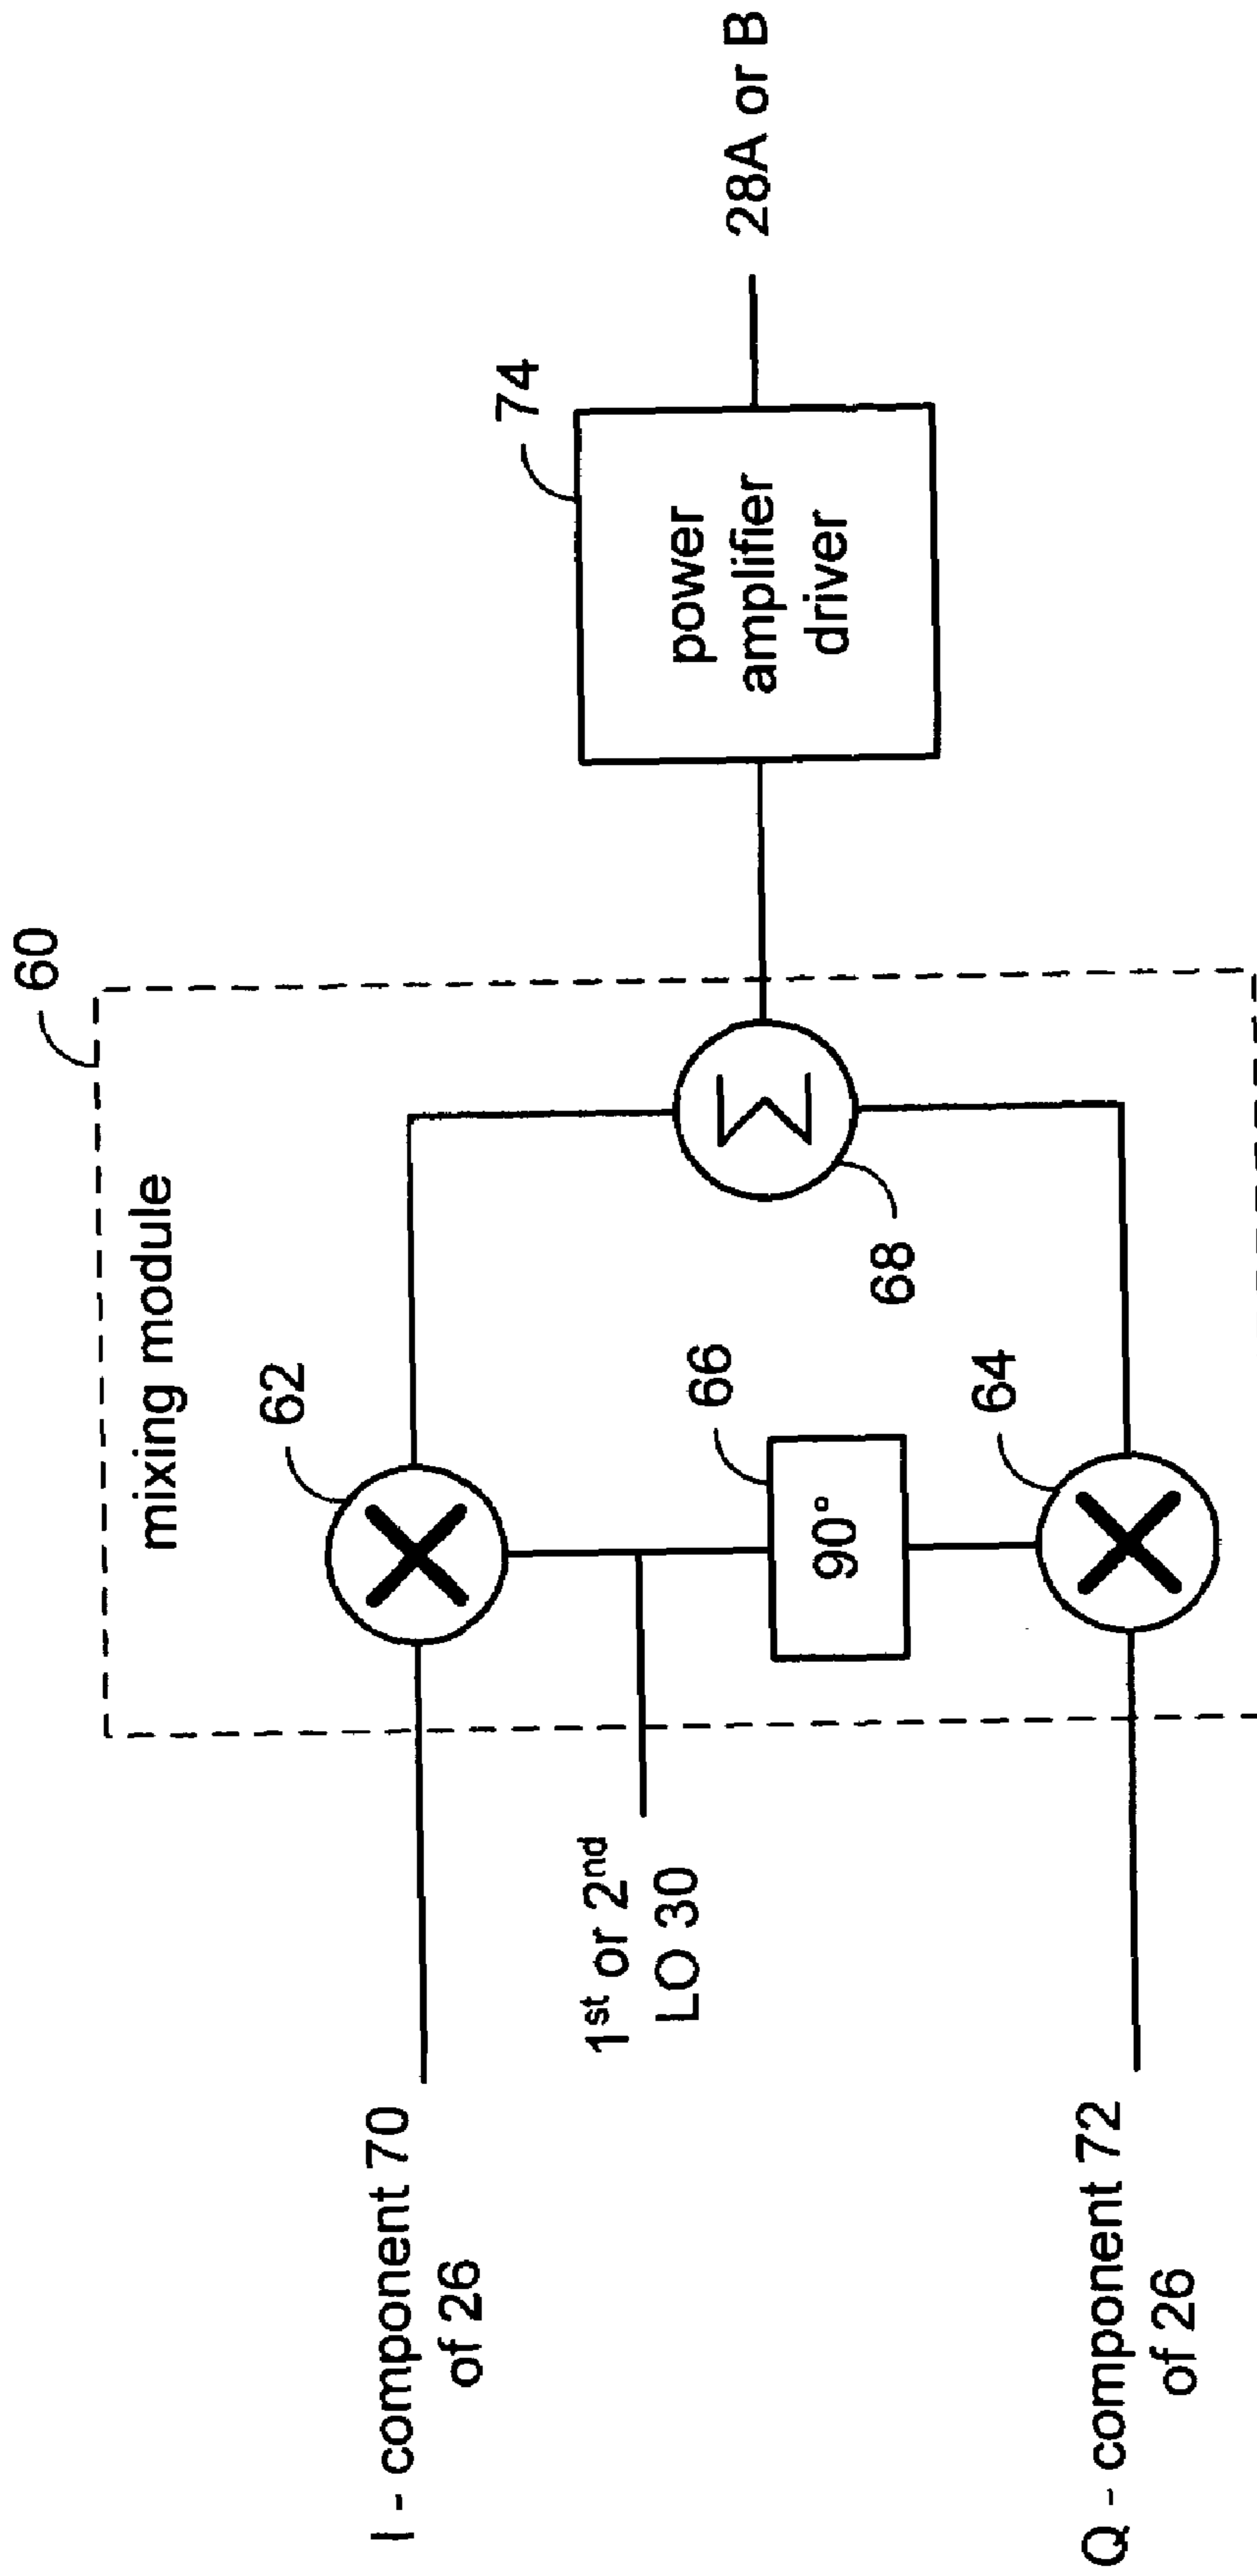 60
mixing module
62
I - component 70
of 26
1st or 2nd
LO 30
66
90°
68
Σ
74
power
amplifier
driver
28A or B
64
Q - component 72
of 26